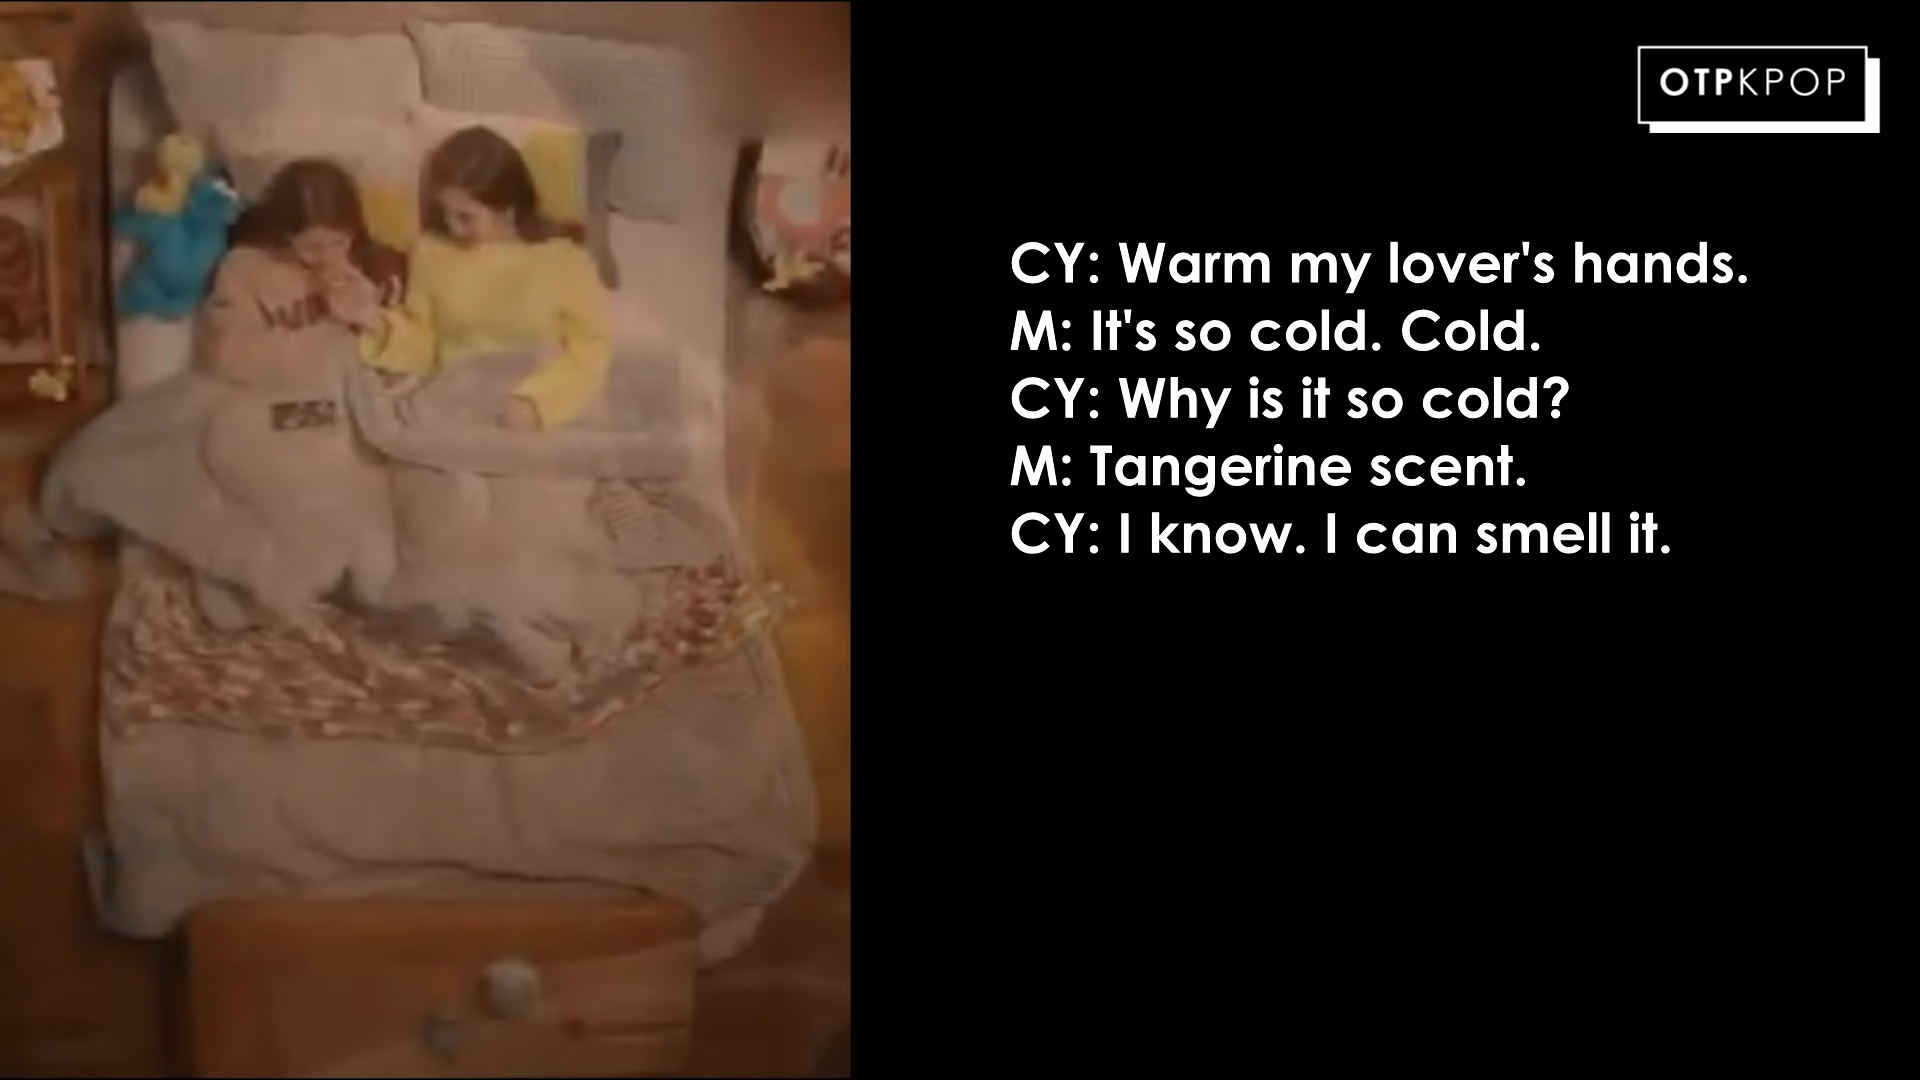 OTPKPOP
CY: Warm my lover's hands.
M: It's so cold. Cold.
CY: Why is it so cold?
M: Tangerine scent.
CY: I know. I can smell it.